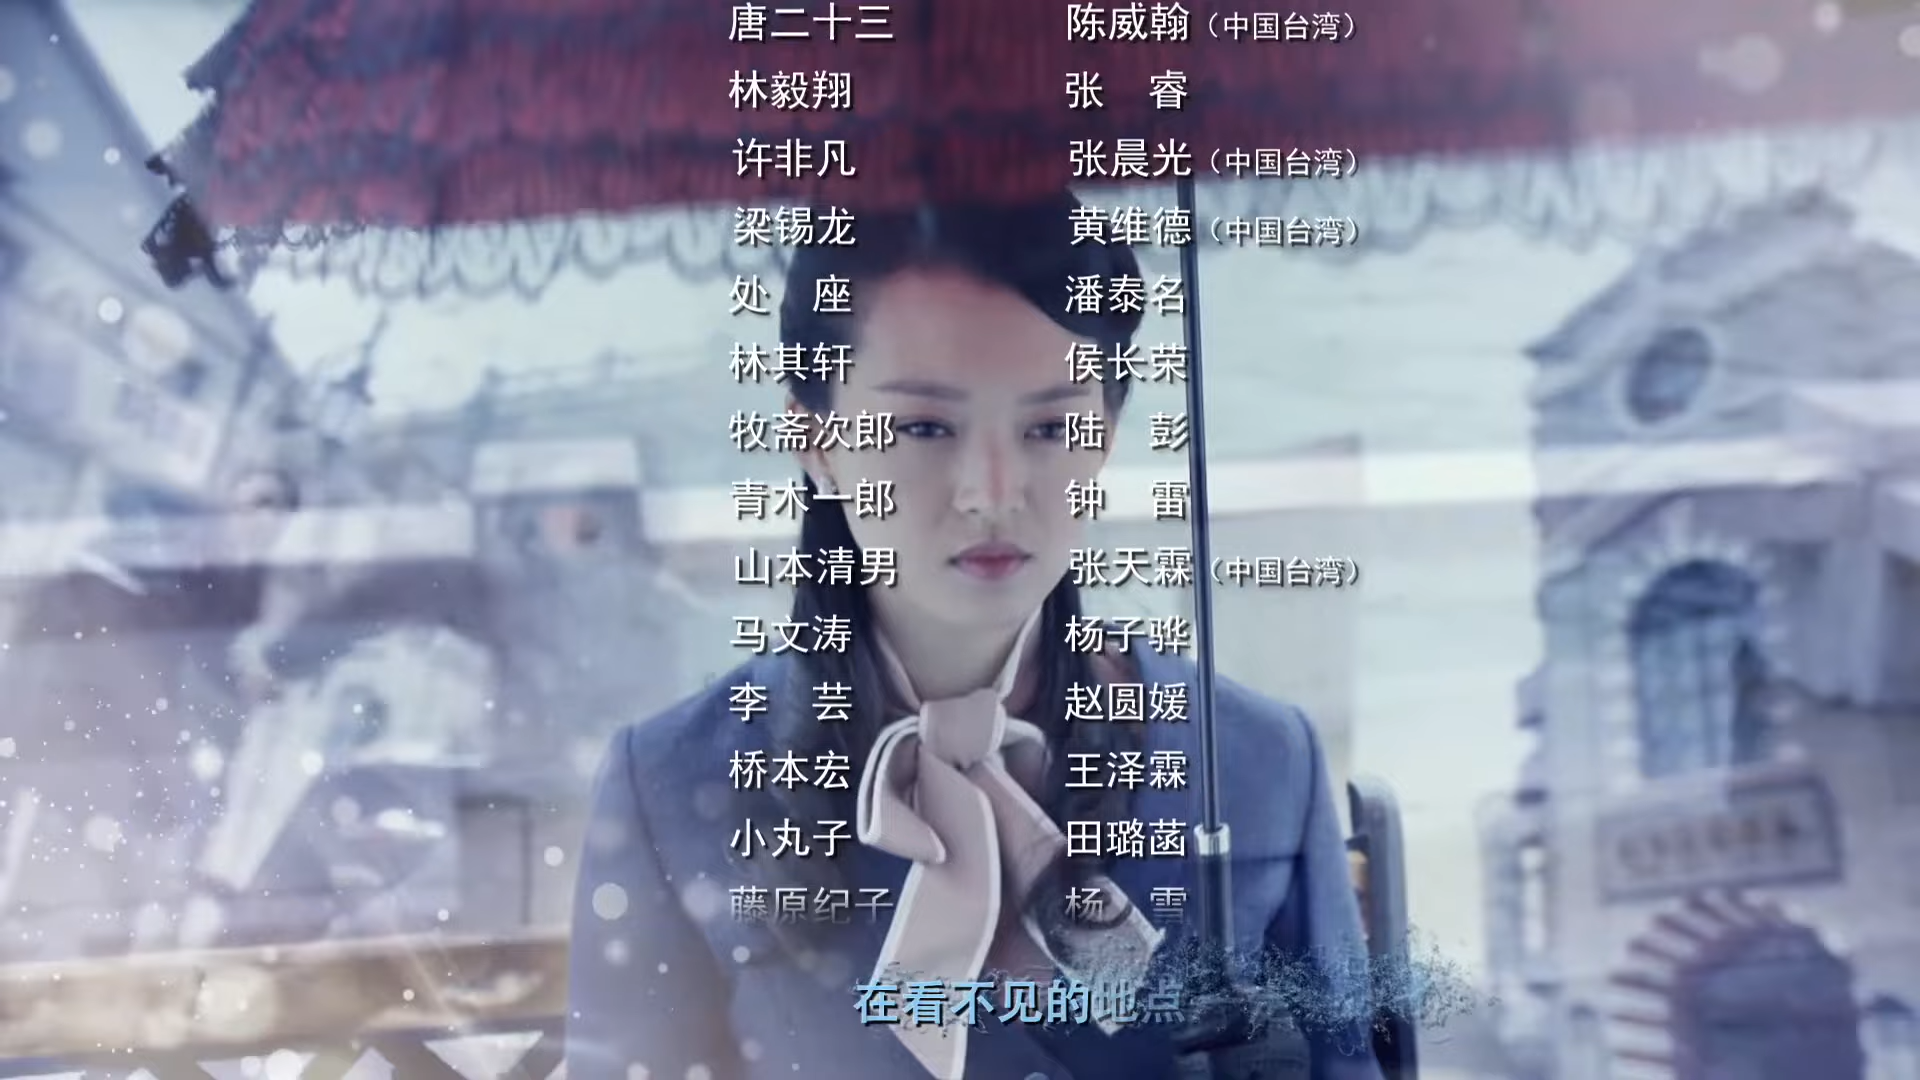 唐二十三 陈威翰（中国台湾）
林毅翔 张 睿
许非凡 张晨光（中国台湾）
梁锡龙 黄维德（中国台湾）
处 座 潘泰名
林其轩 侯长荣
牧斋次郎 陆 彭
青木一郎 钟 雷
山本清男 张天霖（中国台湾）
马文涛 杨子骅
李 芸 赵圆媛
桥本宏 王泽霖
小丸子 田璐菡
藤原纪子 杨 雪
在看不见的地点